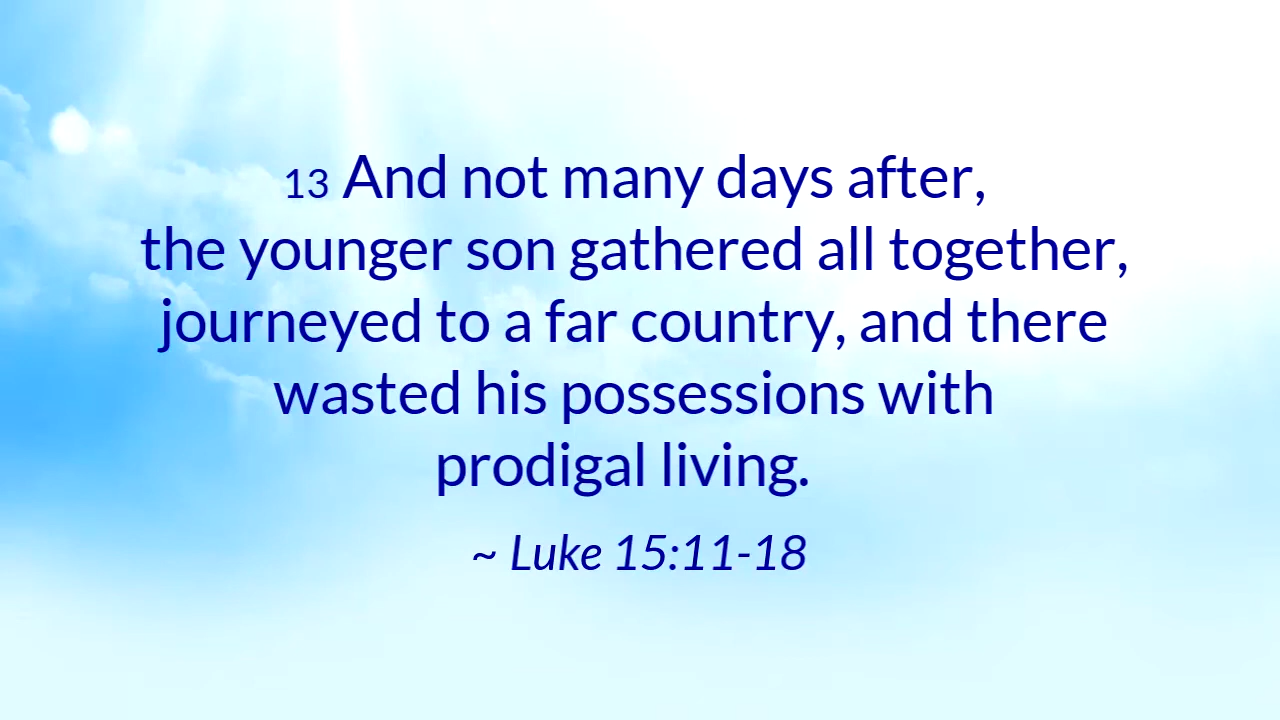 13 And not many days after,
the younger son gathered all together,
journeyed to a far country, and there
wasted his possessions with
prodigal living.
~ Luke 15:11-18